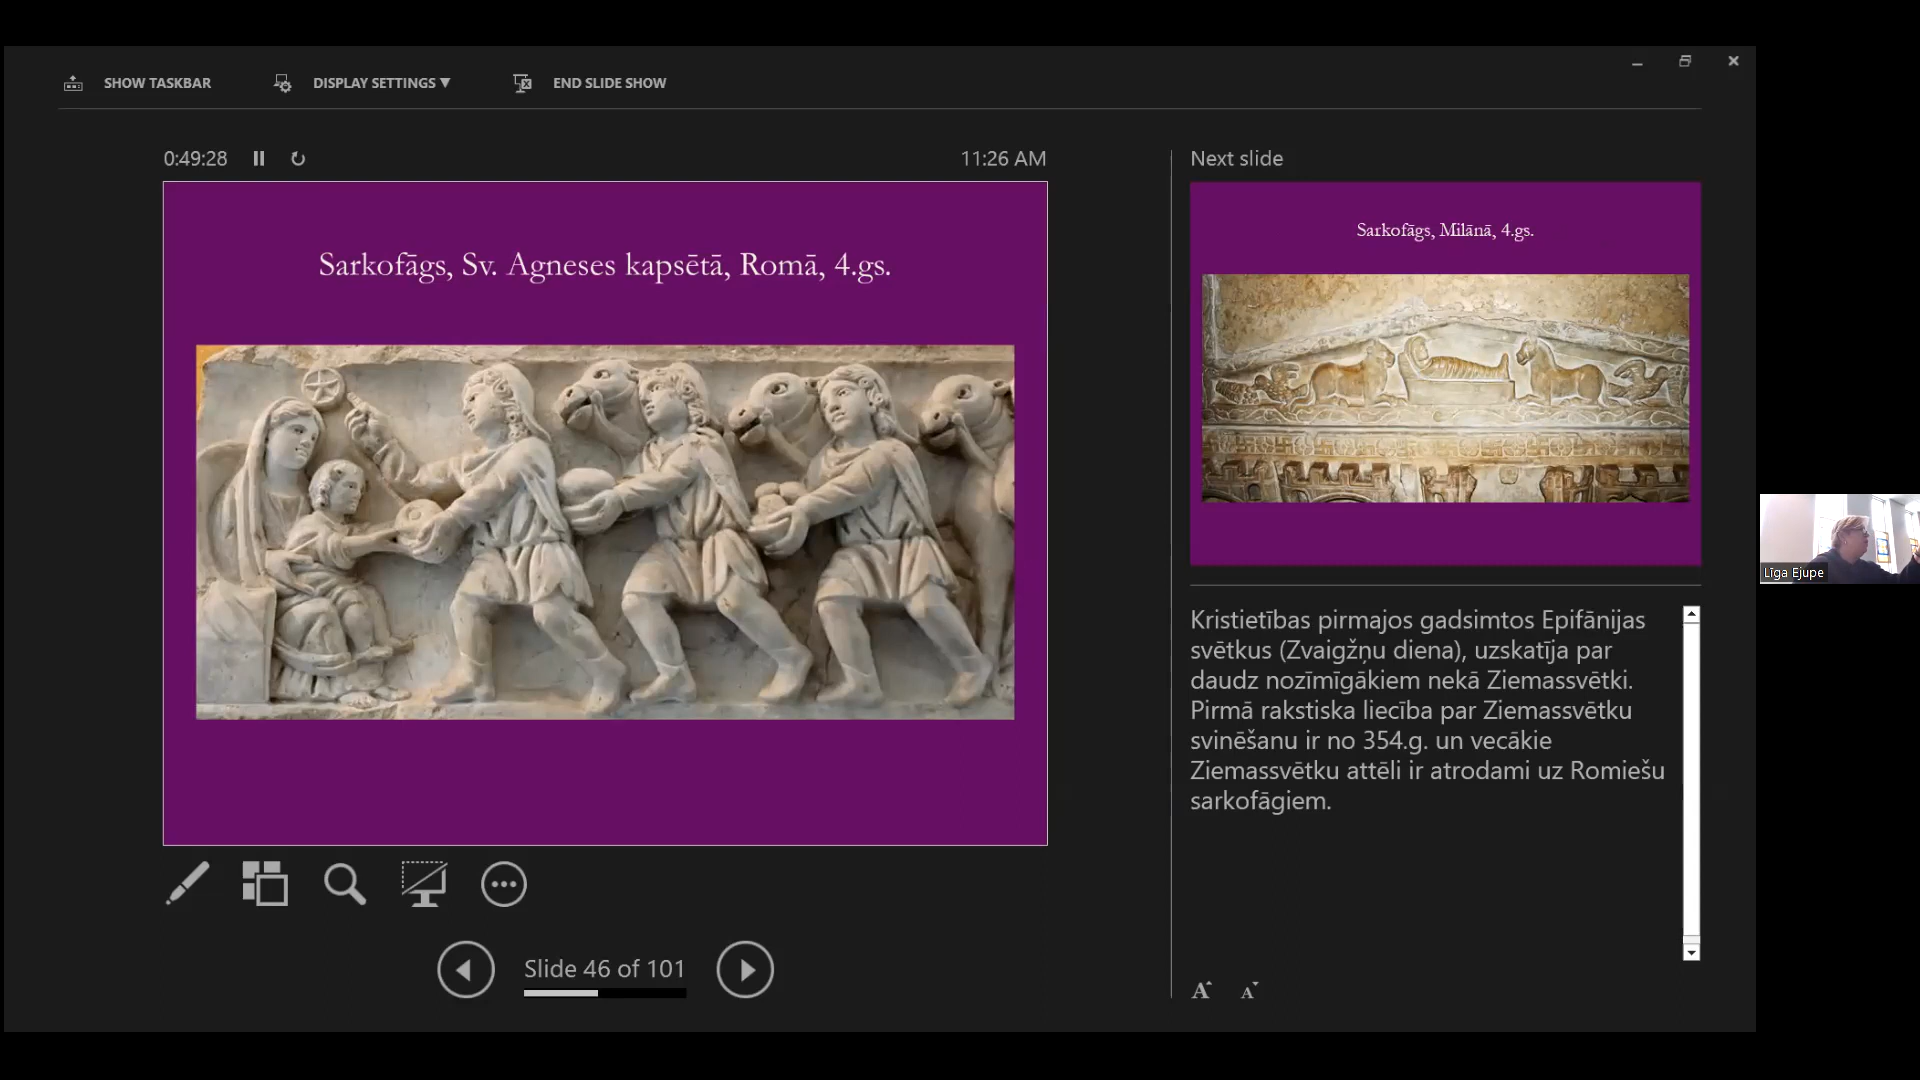 SHOW TASKBAR
DISPLAY SETTINGS ▼
END SLIDE SHOW
0:49:28
11:26 AM
Sarkofāgs, Sv. Agneses kapsētā, Romā, 4.gs.
Slide 46 of 101
Next slide
Sarkofāgs, Milānā, 4.gs.
Kristietības pirmajos gadsimtos Epifānijas
svētkus (Zvaigžņu diena), uzskatīja par
daudz nozīmīgākiem nekā Ziemassvētki.
Pirmā rakstiska liecība par Ziemassvētku
svinēšanu ir no 354.g. un vecākie
Ziemassvētku attēli ir atrodami uz Romiešu
sarkofāgiem.
A A
Līga Ejupe